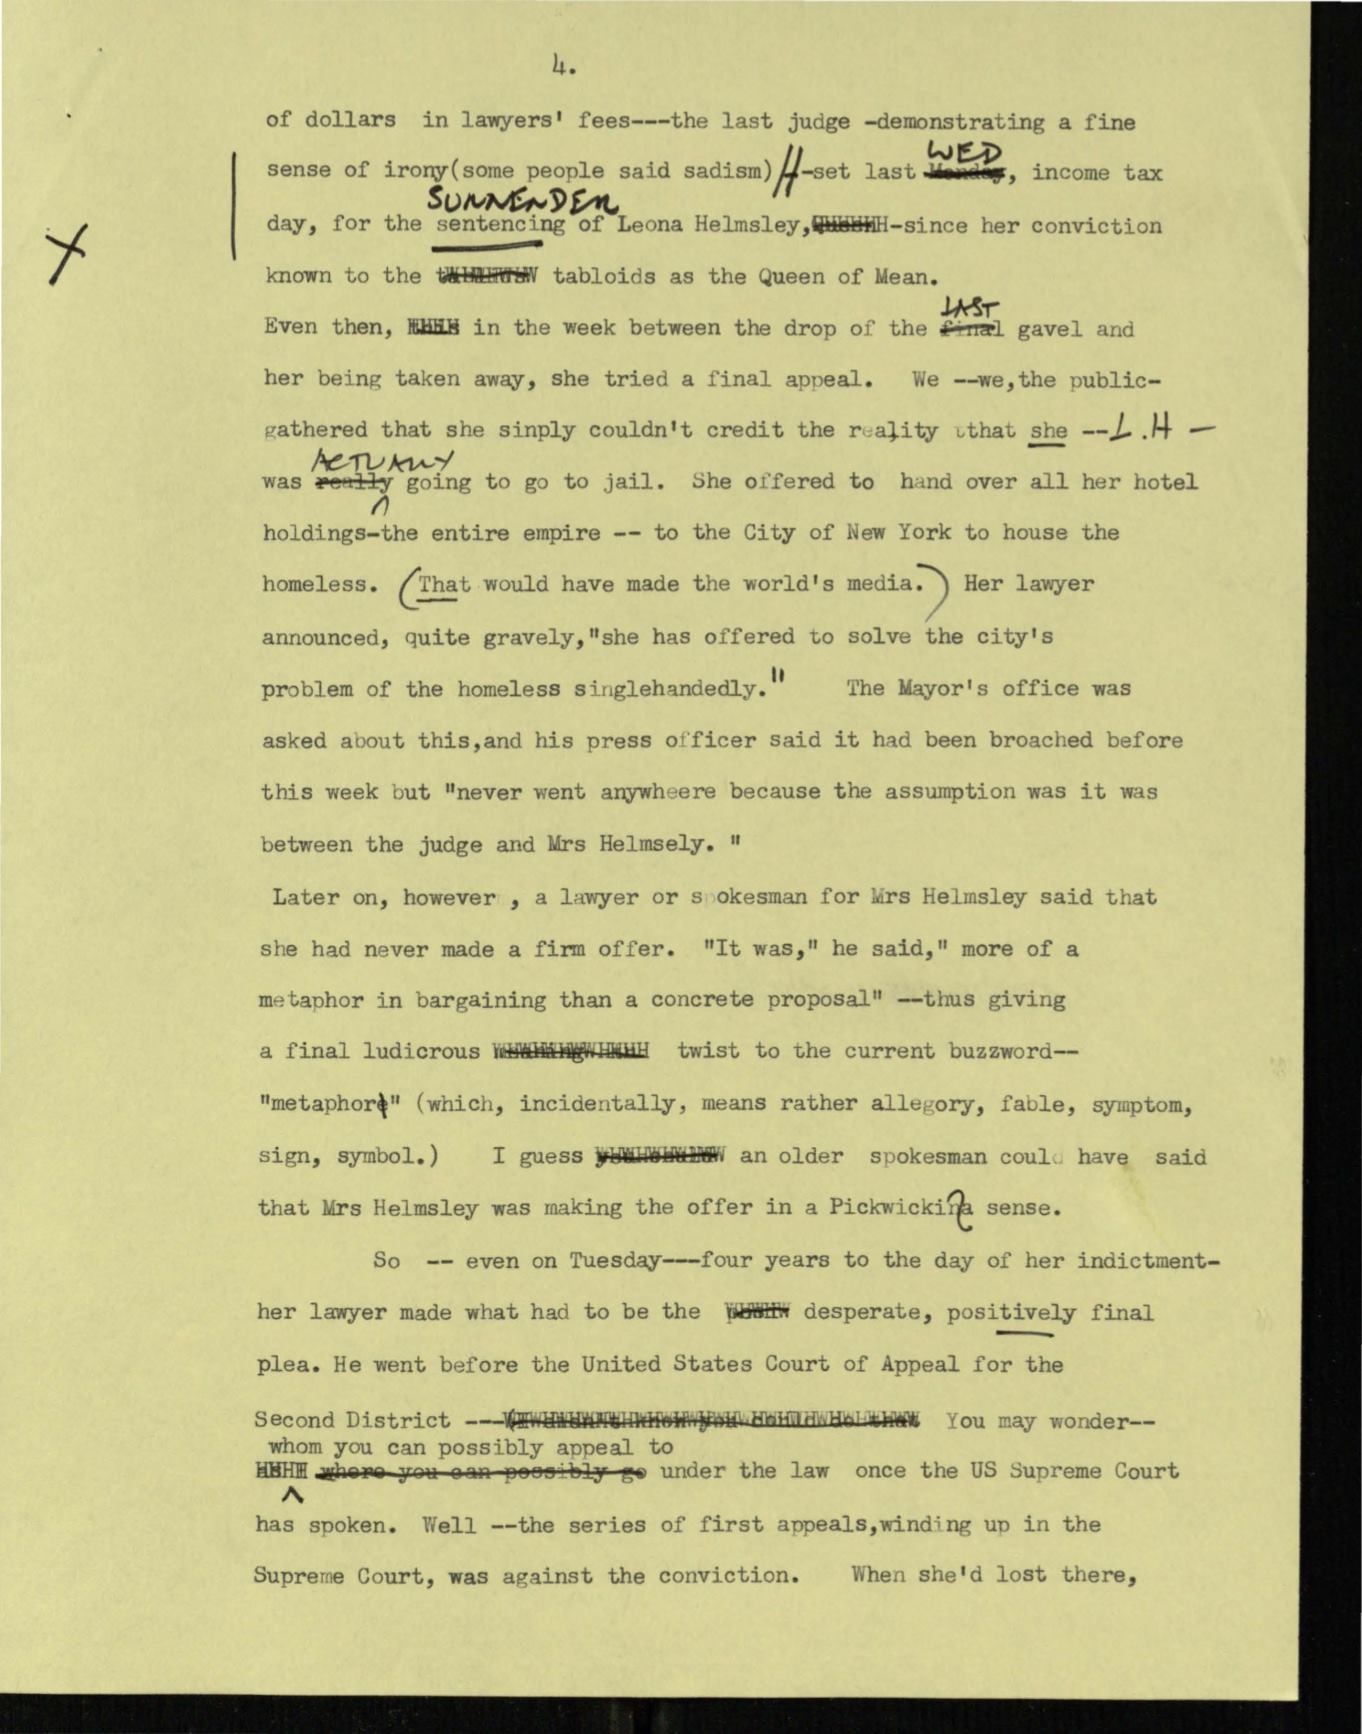 4.
of dollars in lawyers' fees---the last judge -demonstrating a fine
WED
sense of irony(some people said sadism) -set last Monday, income tax
SURRENDER
day, for the sentencing of Leona Helmsley, -since her conviction
known to the tabloids as the Queen of Mean.
LAST
Even then, in the week between the drop of the final gavel and
her being taken away, she tried a final appeal. We --we,the public-
gathered that she sinply couldn't credit the reality that she --L.H -
ACTUALLY
was really going to go to jail. She offered to hand over all her hotel
holdings-the entire empire -- to the City of New York to house the
homeless. (That would have made the world's media.) Her lawyer
announced, quite gravely,"she has offered to solve the city's
problem of the homeless singlehandedly." The Mayor's office was
asked about this,and his press officer said it had been broached before
this week but "never went anywheere because the assumption was it was
between the judge and Mrs Helmsely. "
Later on, however , a lawyer or spokesman for Mrs Helmsley said that
she had never made a firm offer. "It was," he said," more of a
metaphor in bargaining than a concrete proposal" --thus giving
a final ludicrous twist to the current buzzword--
"metaphor" (which, incidentally, means rather allegory, fable, symptom,
sign, symbol.) I guess an older spokesman could have said
that Mrs Helmsley was making the offer in a Pickwickina sense.
So -- even on Tuesday---four years to the day of her indictment-
her lawyer made what had to be the desperate, positively final
plea. He went before the United States Court of Appeal for the
Second District --- You may wonder--
whom you can possibly appeal to
where you can possibly go under the law once the US Supreme Court
has spoken. Well --the series of first appeals,winding up in the
Supreme Court, was against the conviction. When she'd lost there,